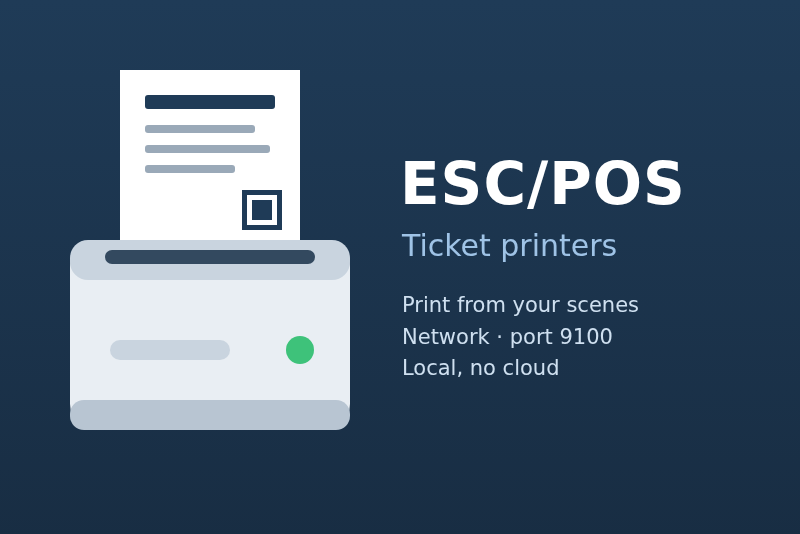 ESC/POS
Ticket printers
Print from your scenes
Network · port 9100
Local, no cloud